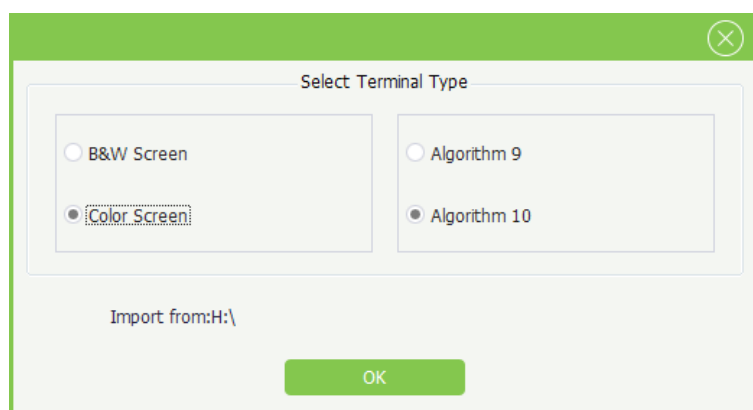 Select Terminal Type
B&W Screen
Color Screen
Algorithm 9
Algorithm 10
Import from:H:\
OK